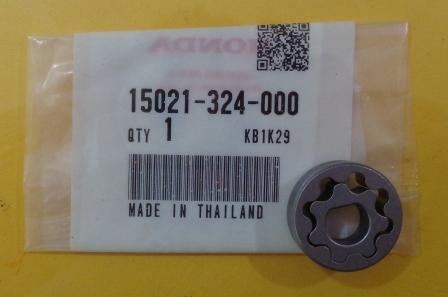 HONDA
15021-324-000
QTY 1 KB1K29
MADE IN THAILAND